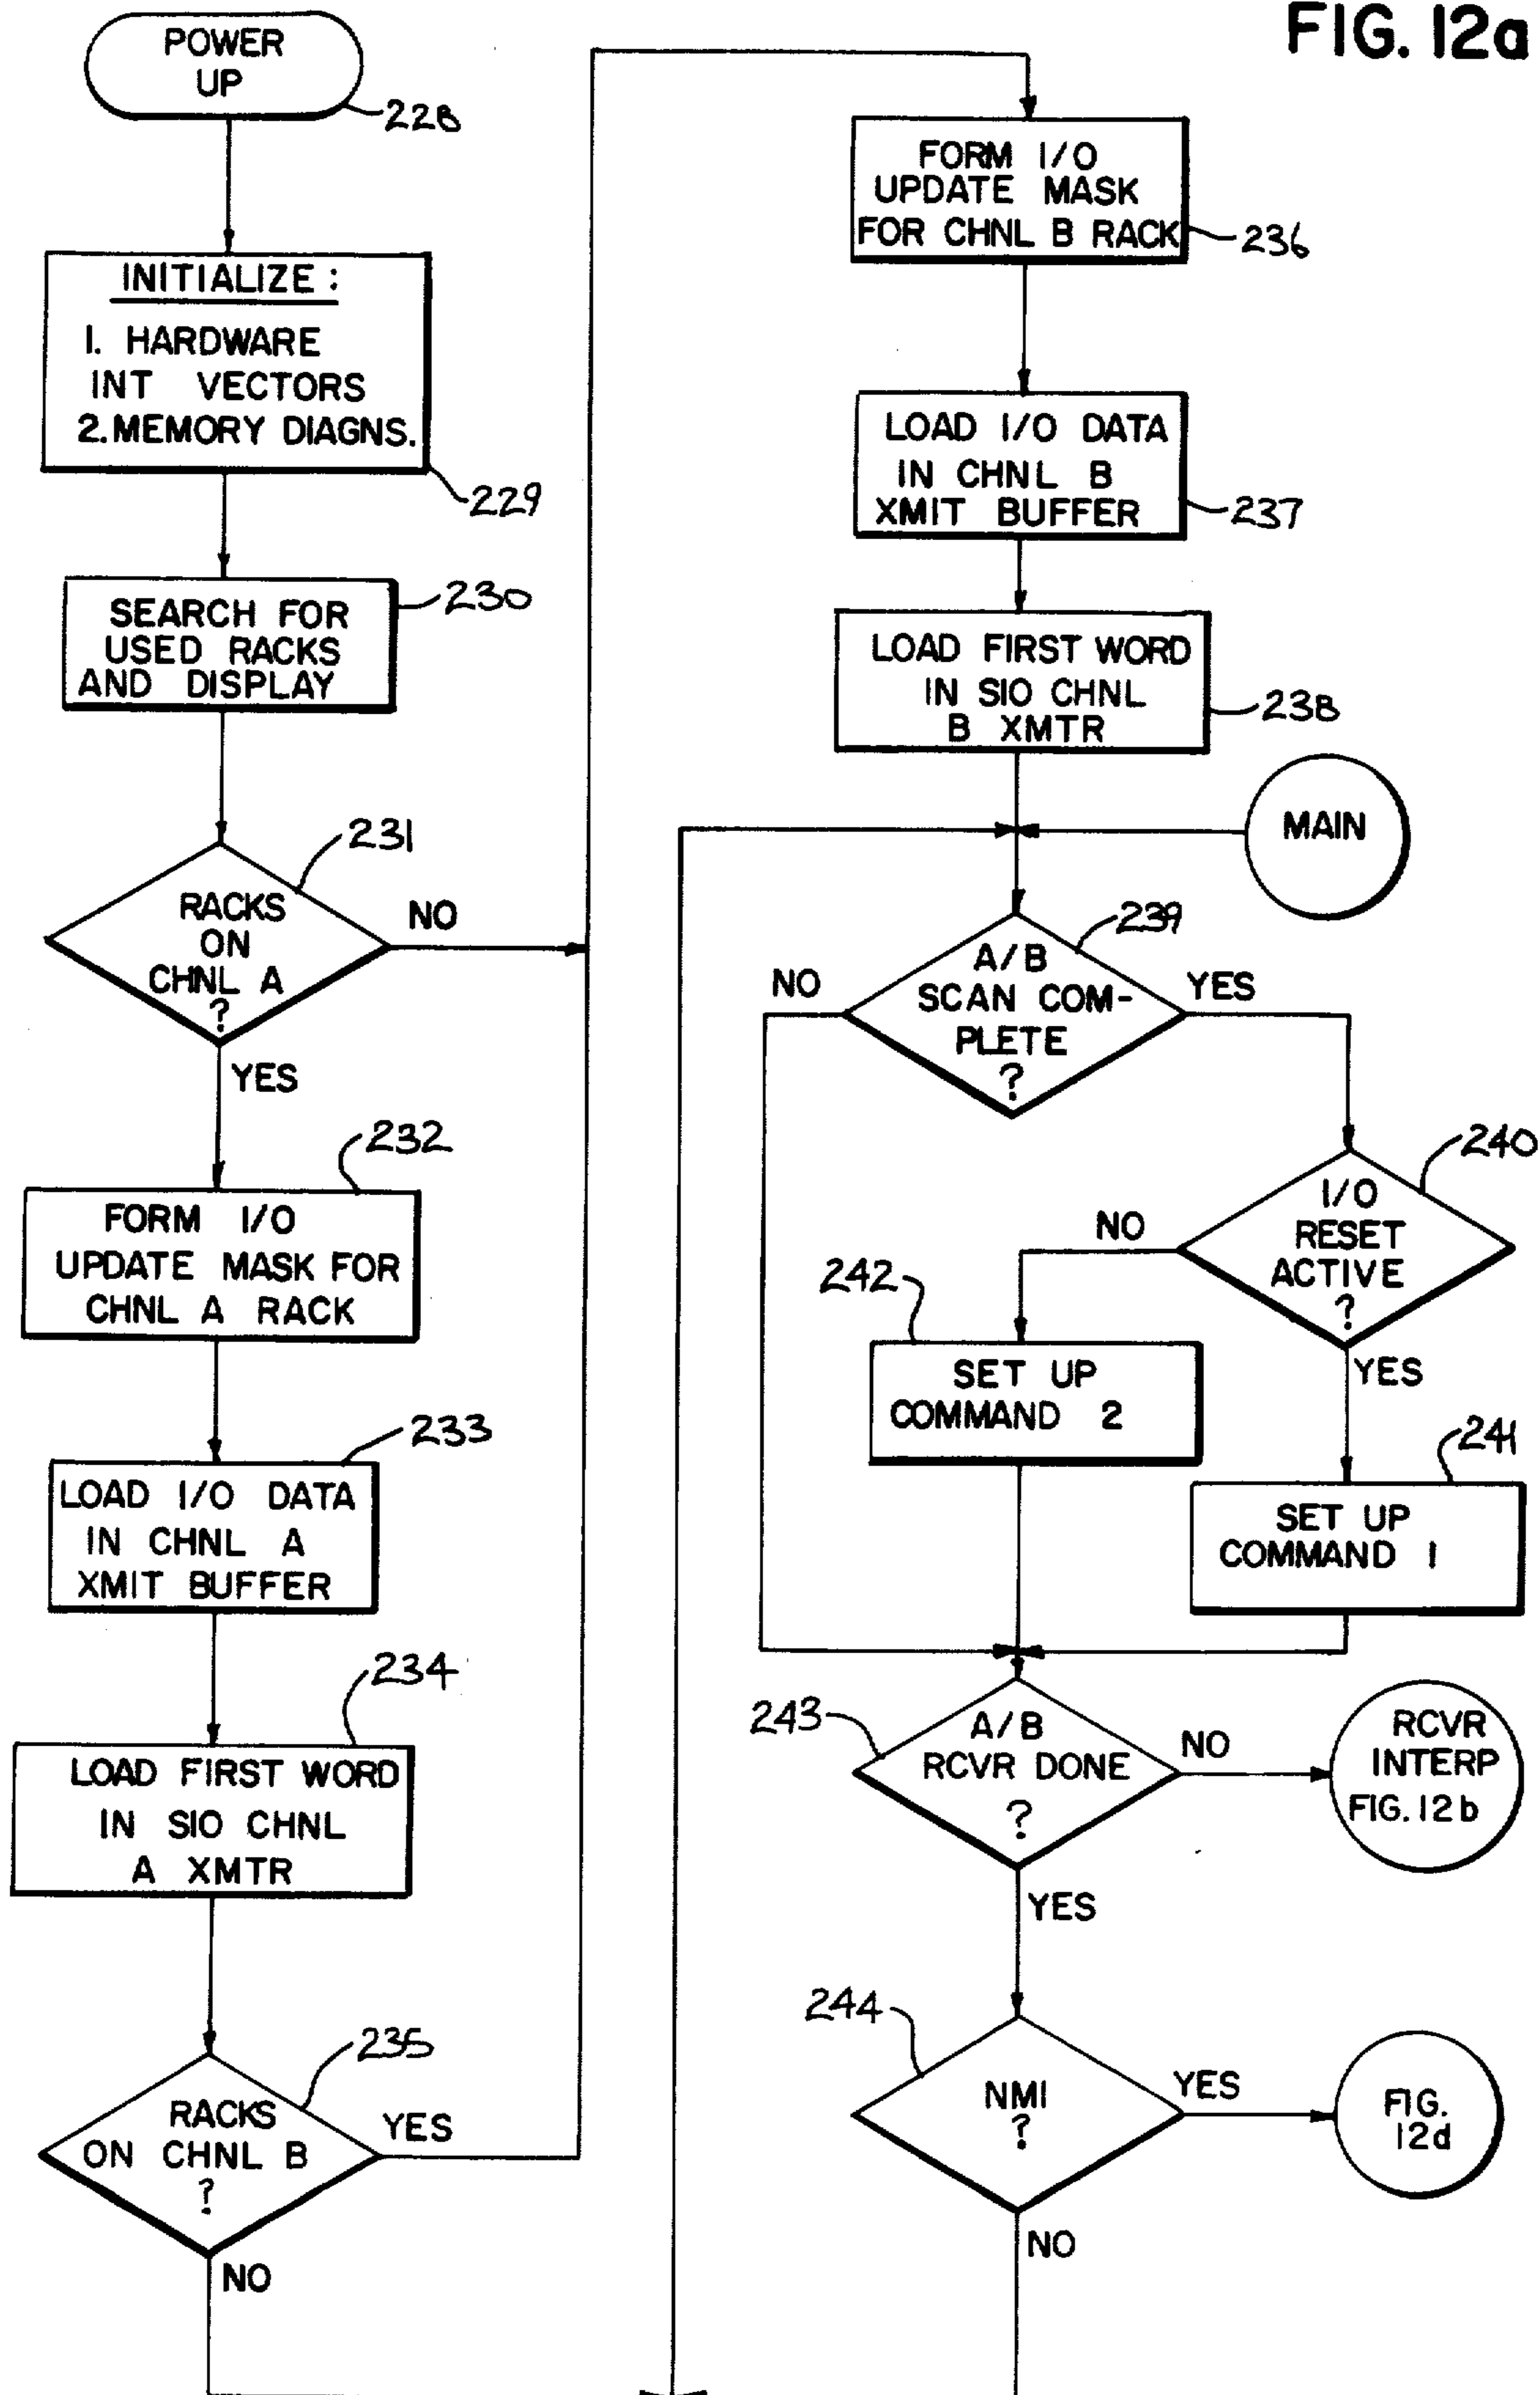 FIG. 12a
POWER
UP
228
INITIALIZE :
1. HARDWARE
INT VECTORS
2. MEMORY DIAGNS.
229
SEARCH FOR
USED RACKS
AND DISPLAY
230
231
RACKS
ON
CHNL A
?
NO
YES
232
FORM I/O
UPDATE MASK FOR
CHNL A RACK
233
LOAD I/O DATA
IN CHNL A
XMIT BUFFER
234
LOAD FIRST WORD
IN SIO CHNL
A XMTR
235
RACKS
ON CHNL B
?
YES
NO
FORM I/O
UPDATE MASK
FOR CHNL B RACK
236
LOAD I/O DATA
IN CHNL B
XMIT BUFFER
237
LOAD FIRST WORD
IN SIO CHNL
B XMTR
238
MAIN
239
A/B
SCAN COM-
PLETE
?
NO
YES
240
I/O
RESET
ACTIVE
?
NO
YES
242
SET UP
COMMAND 2
241
SET UP
COMMAND 1
243
A/B
RCVR DONE
?
NO
RCVR
INTERP
FIG. 12b
YES
244
NMI
?
YES
FIG.
12d
NO